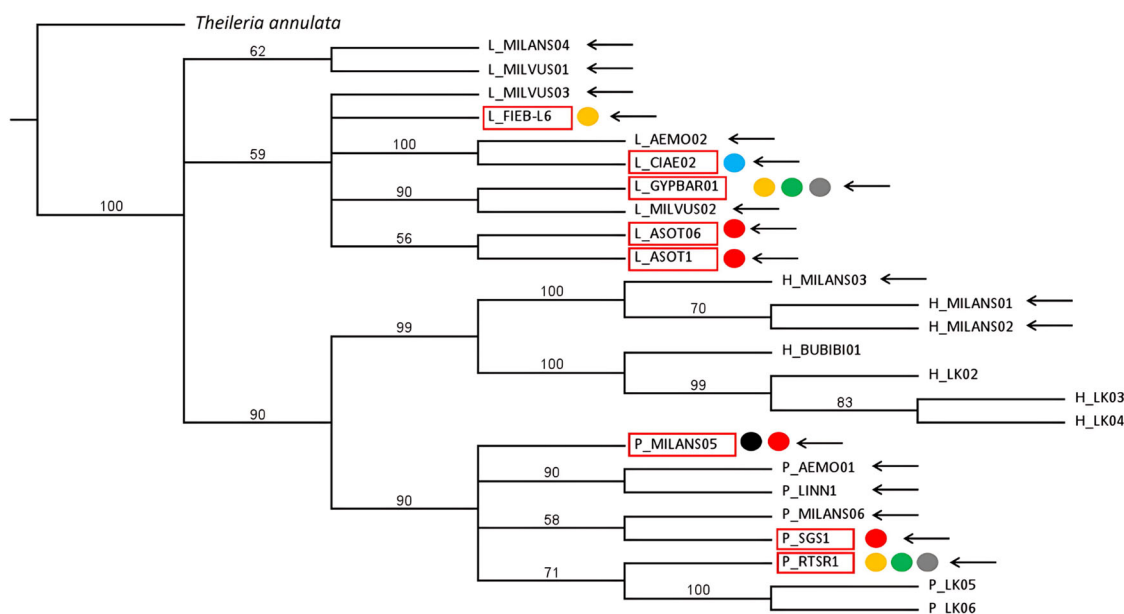 Theileria annulata
L_MILANS04
62
L_MILVUS01
L_MILVUS03
L_FIEB-L6
L_AEMO02
100
59
L_CIAE02
L_GYPBAR01
90
100
L_MILVUS02
L_ASOT06
56
L_ASOT1
H_MILANS03
100
H_MILANS01
70
H_MILANS02
99
H_BUBIBI01
100
H_LK02
99
H_LK03
83
90
H_LK04
P_MILANS05
P_AEMO01
90
P_LINN1
90
P_MILANS06
58
P_SGS1
P_RTSR1
71
P_LK05
100
P_LK06